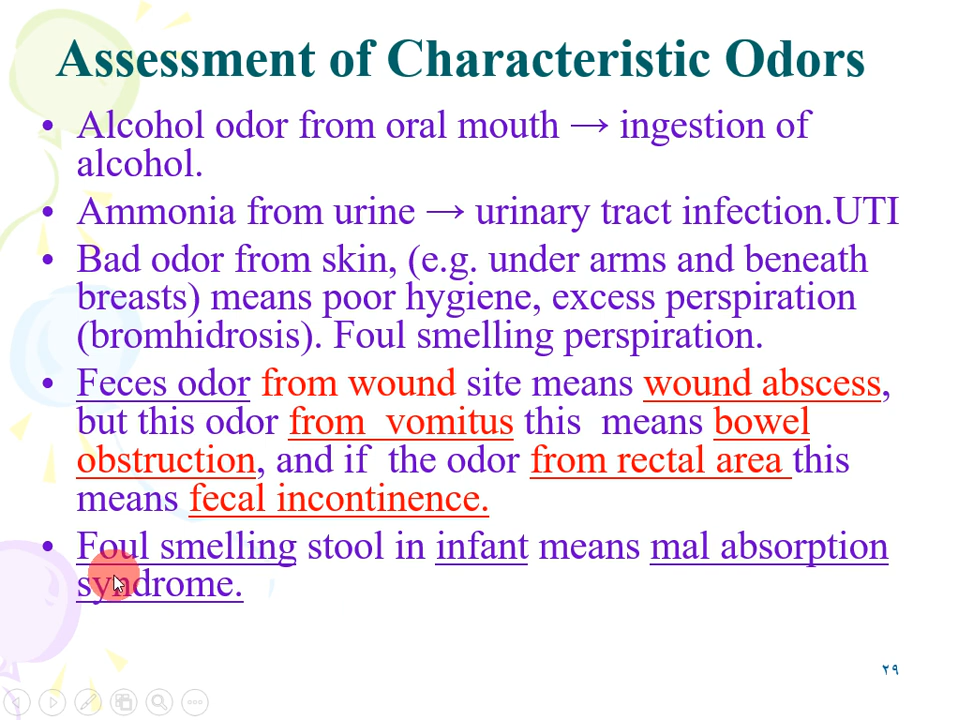 Assessment of Characteristic Odors
• Alcohol odor from oral mouth → ingestion of
alcohol.
• Ammonia from urine → urinary tract infection.UTI
• Bad odor from skin, (e.g. under arms and beneath
breasts) means poor hygiene, excess perspiration
(bromhidrosis). Foul smelling perspiration.
• Feces odor from wound site means wound abscess,
but this odor from  vomitus this  means bowel
obstruction, and if  the odor from rectal area this
means fecal incontinence.
• Foul smelling stool in infant means mal absorption
syndrome.
٢٩